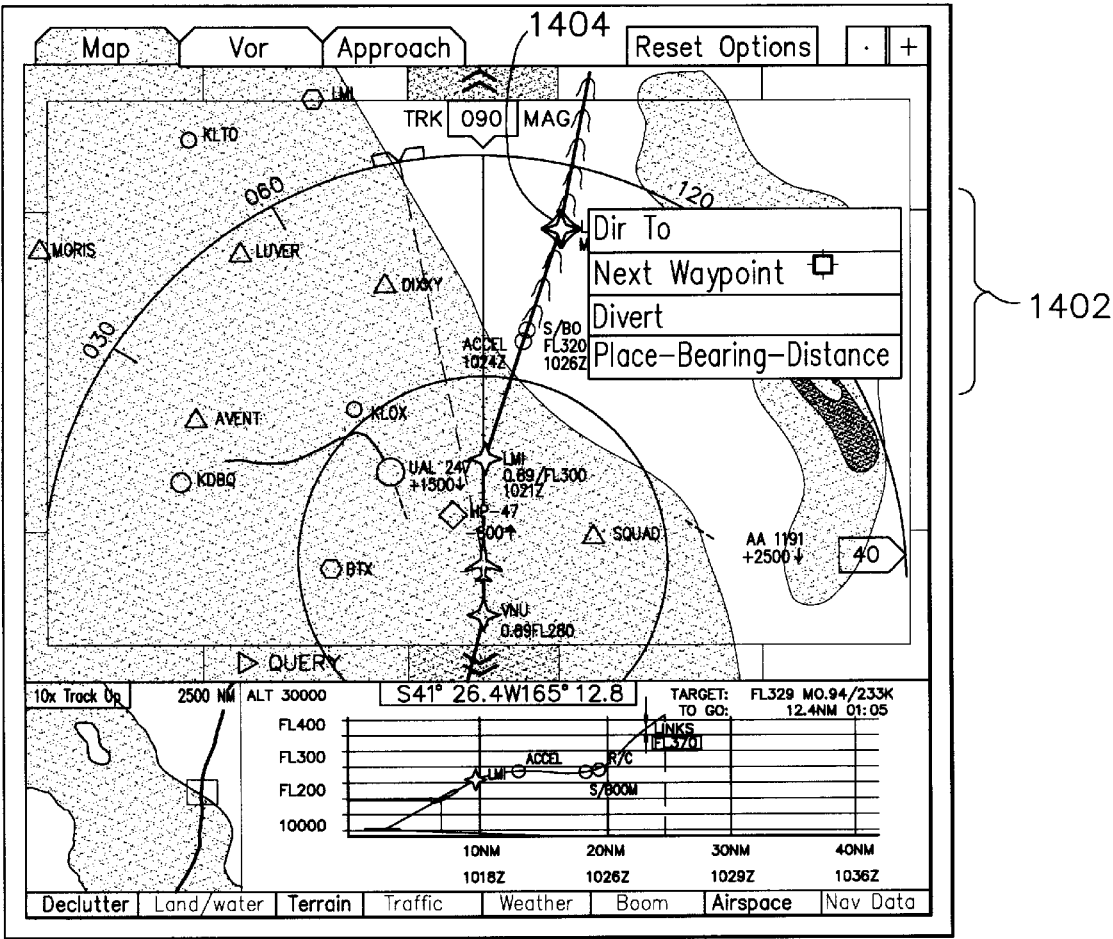 1404
Map
Vor
Approach
Reset Options
+
LMI
TRK 090 MAG
KLTO
060
120
MORIS
LUVER
DIXXY
Dir To
Next Waypoint
Divert
Place-Bearing-Distance
1402
030
S/BO
FL320
1026Z
ACCEL
1024Z
AVENT
KLOX
KDBQ
UAL 247
+1500↓
LMI
0.89/FL300
1021Z
HP-47
-600↑
SQUAD
AA 1191
+2500↓
40
BTX
VNU
0.89FL280
QUERY
10x Track Up
2500 NM
ALT 30000
S41° 26.4W165° 12.8
TARGET: FL329 M0.94/233K
TO GO: 12.4NM 01:05
FL400
FL300
FL200
10000
LINKS
FL370
ACCEL
R/C
LMI
S/BOOM
10NM
20NM
30NM
40NM
1018Z
1026Z
1029Z
1036Z
Declutter
Land/water
Terrain
Traffic
Weather
Boom
Airspace
Nav Data